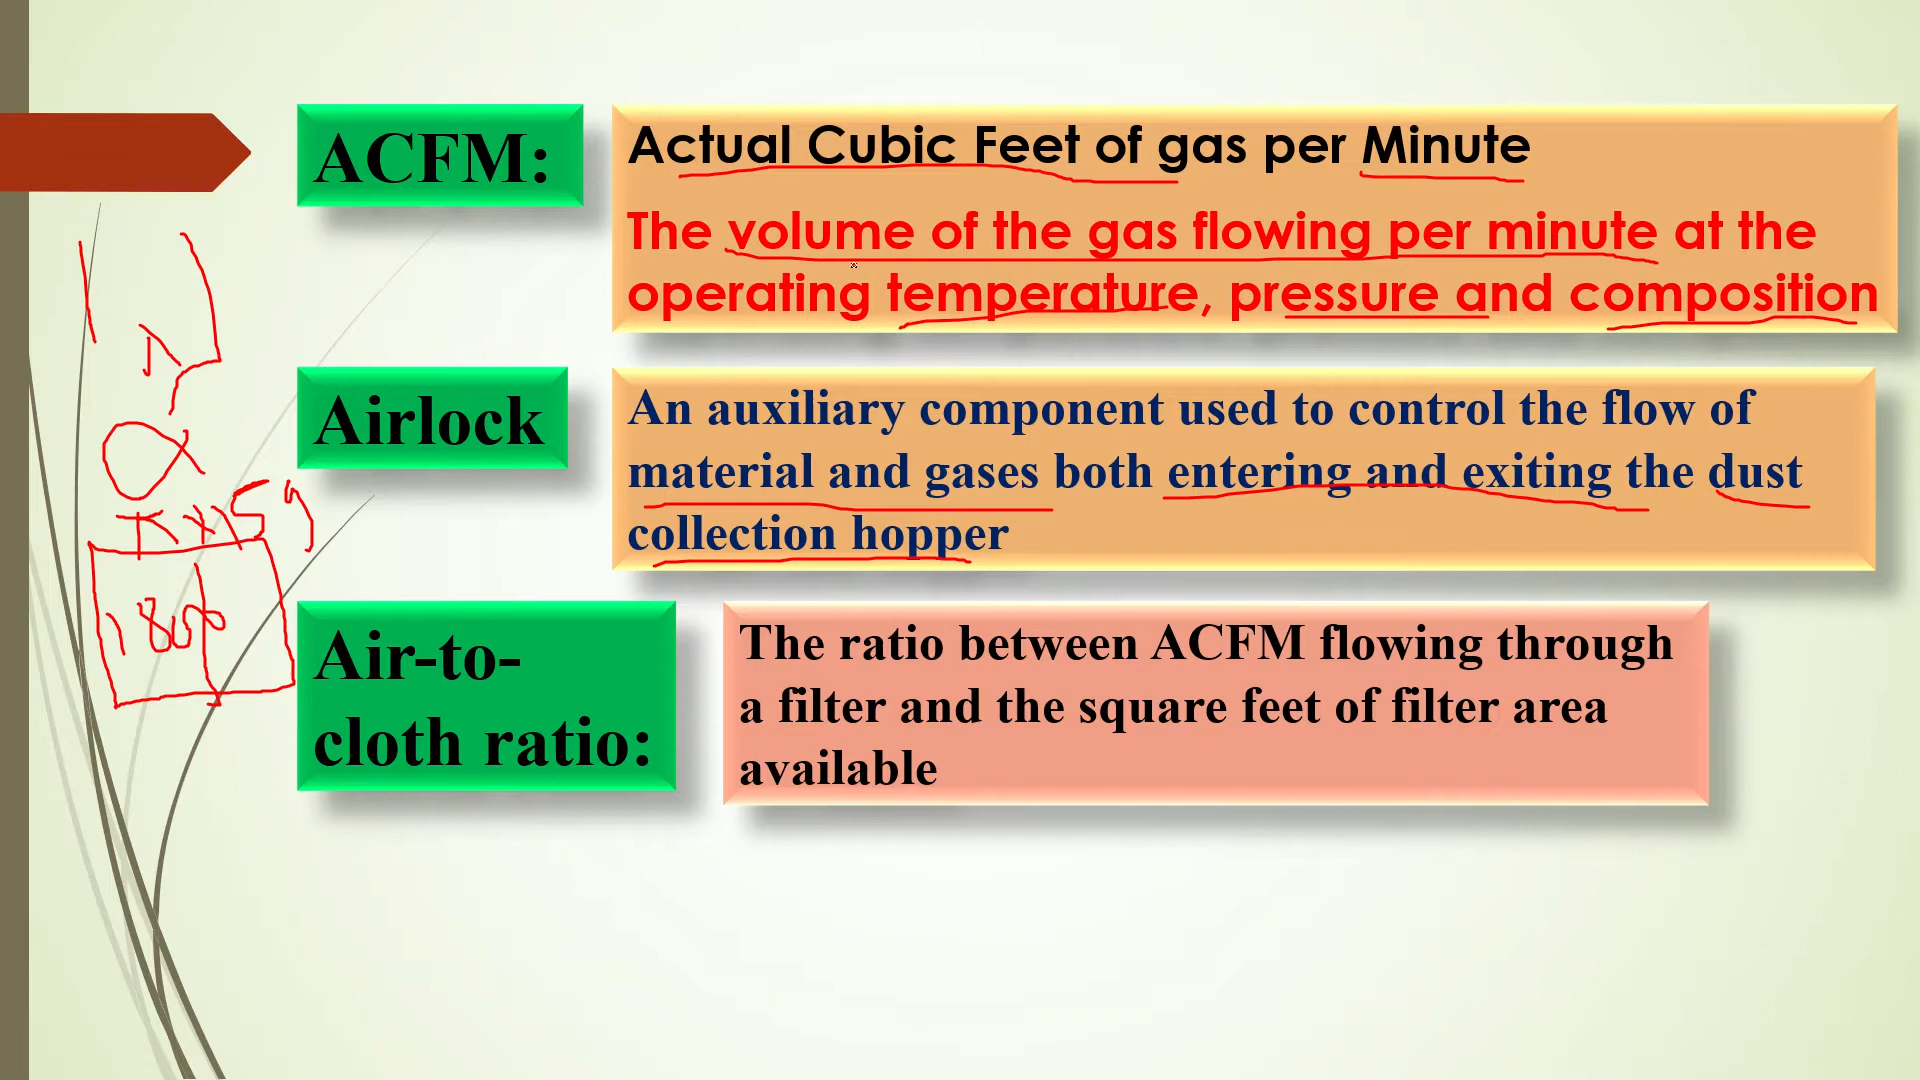 ACFM:
Actual Cubic Feet of gas per Minute
The volume of the gas flowing per minute at the
operating temperature, pressure and composition
Airlock
An auxiliary component used to control the flow of
material and gases both entering and exiting the dust
collection hopper
Air-to-
cloth ratio:
The ratio between ACFM flowing through
a filter and the square feet of filter area
available